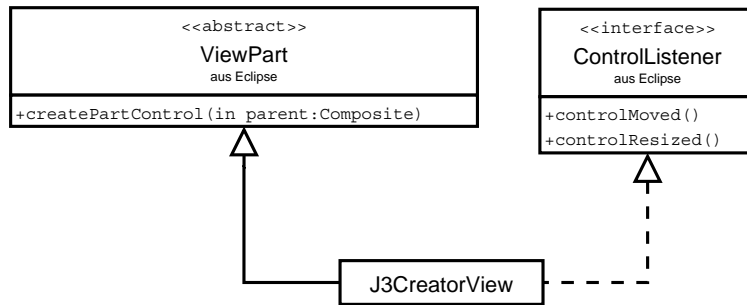 <<abstract>>
ViewPart
aus Eclipse
+createPartControl(in parent:Composite)
<<interface>>
ControlListener
aus Eclipse
+controlMoved()
+controlResized()
J3CreatorView